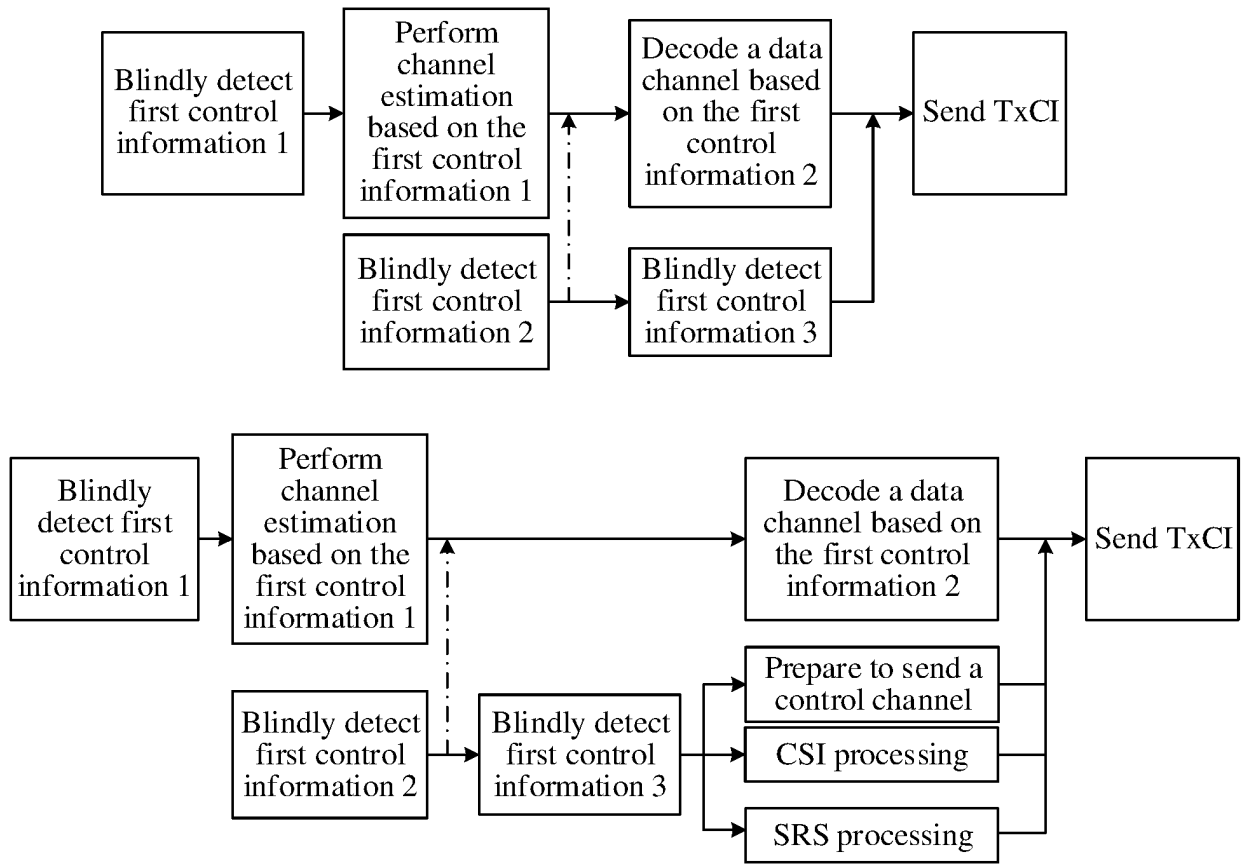 Blindly detect
first control
information 1
Perform
channel
estimation
based on the
first control
information 1
Decode a data
channel based
on the first
control
information 2
Send TxCI
Blindly detect
first control
information 2
Blindly detect
first control
information 3
Blindly
detect first
control
information 1
Perform
channel
estimation
based on the
first control
information 1
Decode a data
channel based on
the first control
information 2
Send TxCI
Blindly detect
first control
information 2
Blindly detect
first control
information 3
Prepare to send a
control channel
CSI processing
SRS processing